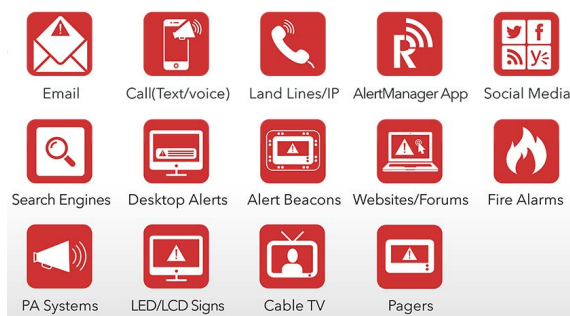 Email
Call(Text/voice)
Land Lines/IP
AlertManager App
Social Media
Search Engines
Desktop Alerts
Alert Beacons
Websites/Forums
Fire Alarms
PA Systems
LED/LCD Signs
Cable TV
Pagers